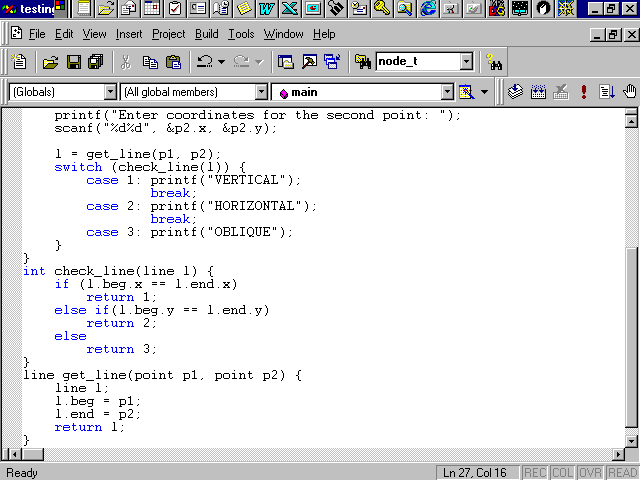 testing
File Edit View Insert Project Build Tools Window Help
node_t
(Globals) (All global members) main
printf("Enter coordinates for the second point: ");
scanf("%d%d", &p2.x, &p2.y);
l = get_line(p1, p2);
switch (check_line(l)) {
case 1: printf("VERTICAL");
break;
case 2: printf("HORIZONTAL");
break;
case 3: printf("OBLIQUE");
}
}
int check_line(line l) {
if (l.beg.x == l.end.x)
return 1;
else if(l.beg.y == l.end.y)
return 2;
else
return 3;
}
line get_line(point p1, point p2) {
line l;
l.beg = p1;
l.end = p2;
return l;
}
Ready Ln 27, Col 16 REC COL OVR READ